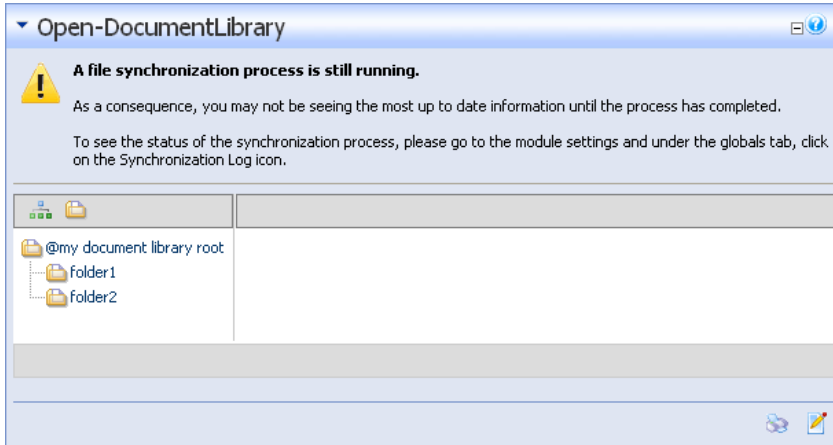 Open-DocumentLibrary
A file synchronization process is still running.
As a consequence, you may not be seeing the most up to date information until the process has completed.
To see the status of the synchronization process, please go to the module settings and under the globals tab, click
on the Synchronization Log icon.
@my document library root
folder1
folder2